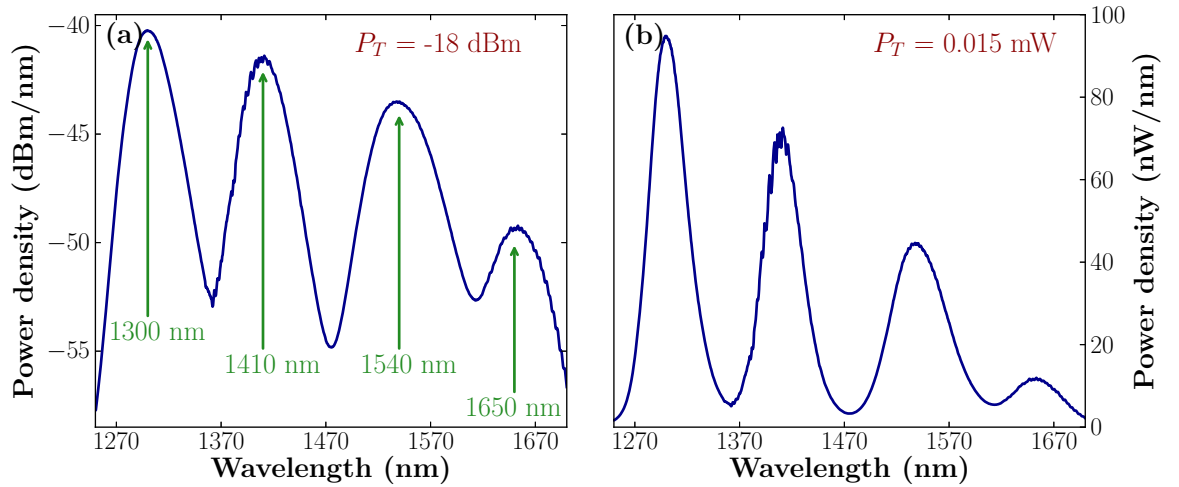 (a)
P_T = -18 dBm
−40
−45
−50
−55
Power density (dBm/nm)
1300 nm
1410 nm
1540 nm
1650 nm
1270
1370
1470
1570
1670
Wavelength (nm)
(b)
P_T = 0.015 mW
100
80
60
40
20
0
Power density (nW/nm)
1270
1370
1470
1570
1670
Wavelength (nm)